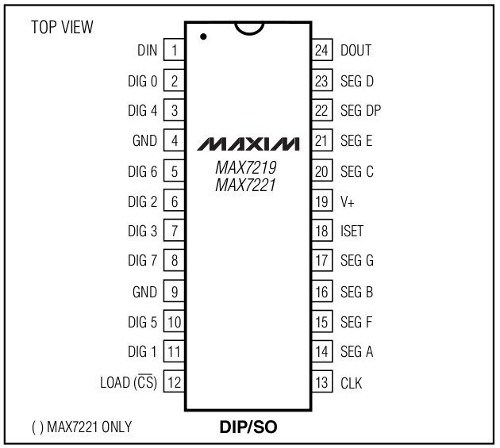 TOP VIEW
DIN 1
DIG 0 2
DIG 4 3
GND 4
DIG 6 5
DIG 2 6
DIG 3 7
DIG 7 8
GND 9
DIG 5 10
DIG 1 11
LOAD (C̅S̅) 12
MAXIM
MAX7219
MAX7221
24 DOUT
23 SEG D
22 SEG DP
21 SEG E
20 SEG C
19 V+
18 ISET
17 SEG G
16 SEG B
15 SEG F
14 SEG A
13 CLK
( ) MAX7221 ONLY
DIP/SO